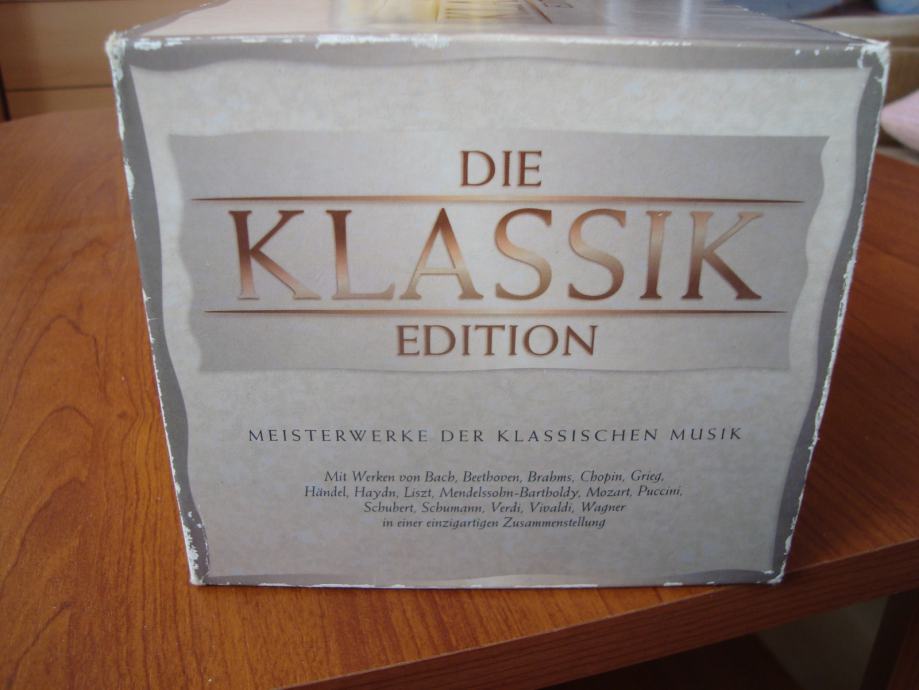 DIE
KLASSIK
EDITION
MEISTERWERKE DER KLASSISCHEN MUSIK
Mit Werken von Bach, Beethoven, Brahms, Chopin, Grieg,
Händel, Haydn, Liszt, Mendelssohn-Bartholdy, Mozart, Puccini,
Schubert, Schumann, Verdi, Vivaldi, Wagner
in einer einzigartigen Zusammenstellung